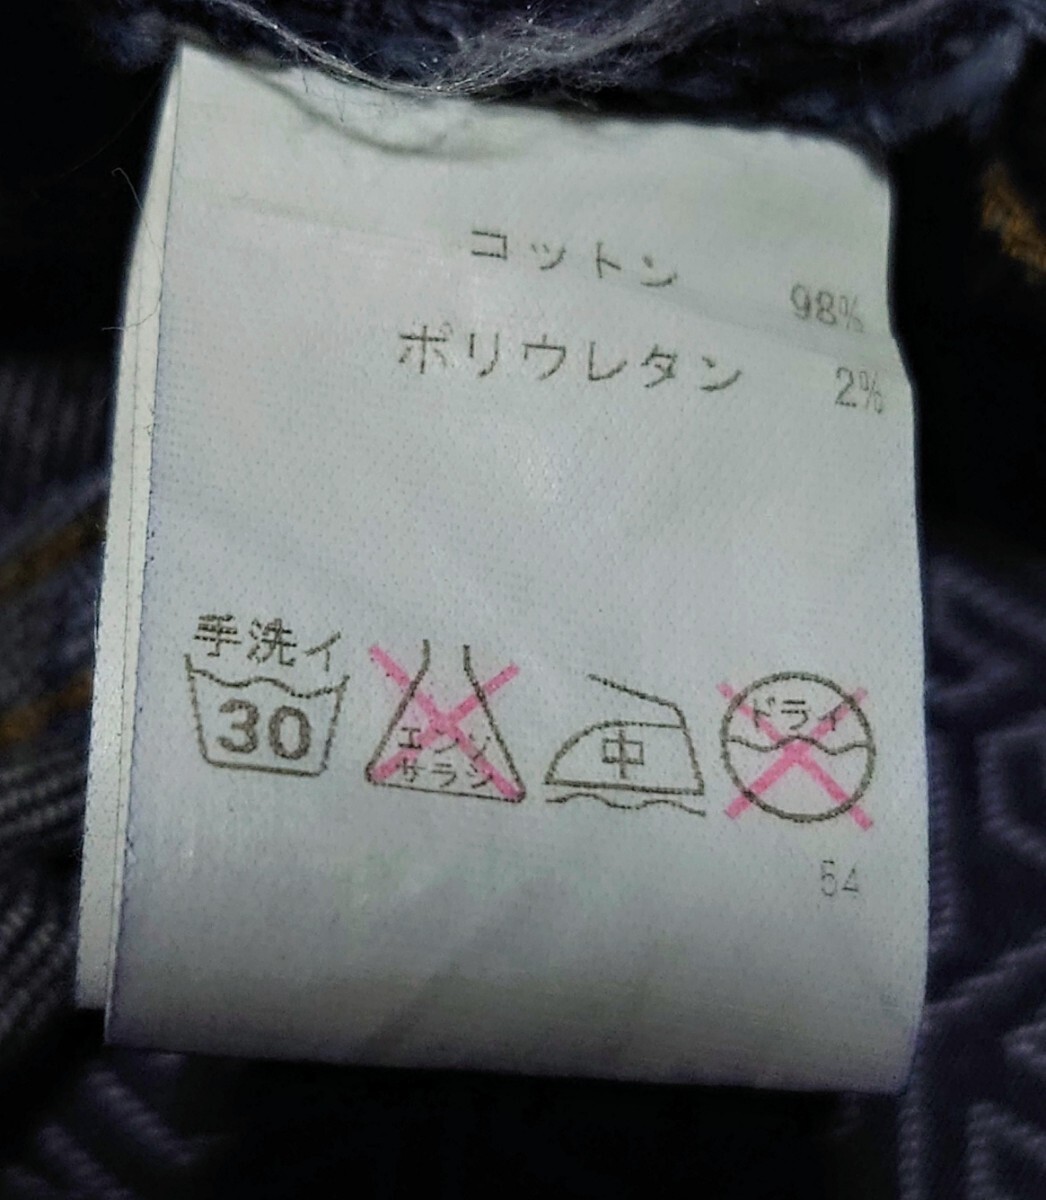 コットン 98%
ポリウレタン 2%
手洗イ
30
エンソ
サラシ
中
ドライ
54